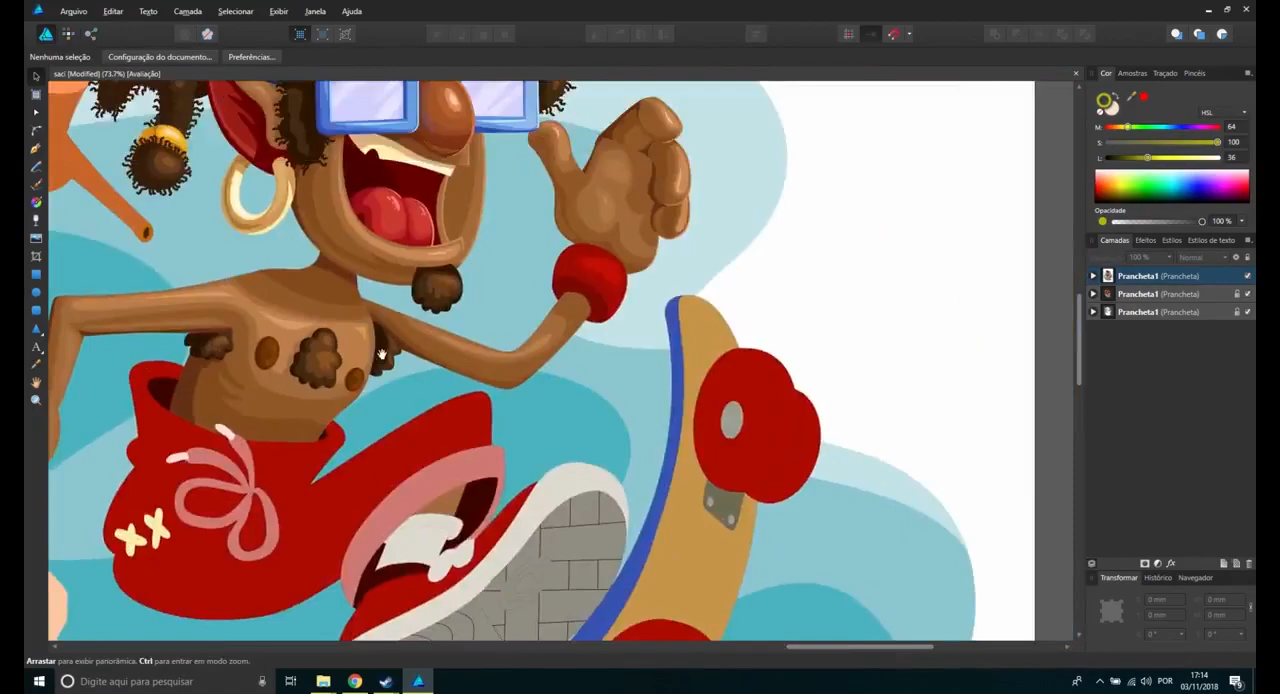 Arquivo Editar Texto Camada Selecionar Exibir Janela Ajuda
Nenhuma seleção Configuração do documento... Preferências...
saci [Modified] (73.7%) [Avaliação]
Cor Amostras Traçado Pincéis
HSL
M: 64
S: 100
L: 36
Opacidade
100 %
Camadas Efeitos Estilos Estilos de texto
100 % Normal
Prancheta1 (Prancheta)
Prancheta1 (Prancheta)
Prancheta1 (Prancheta)
fx
Transformar Histórico Navegador
0 mm 0 mm
0 mm 0 mm
0 ° 0 °
Arrastar para exibir panorâmica. Ctrl para entrar em modo zoom.
Digite aqui para pesquisar
POR
17:14
03/11/2018